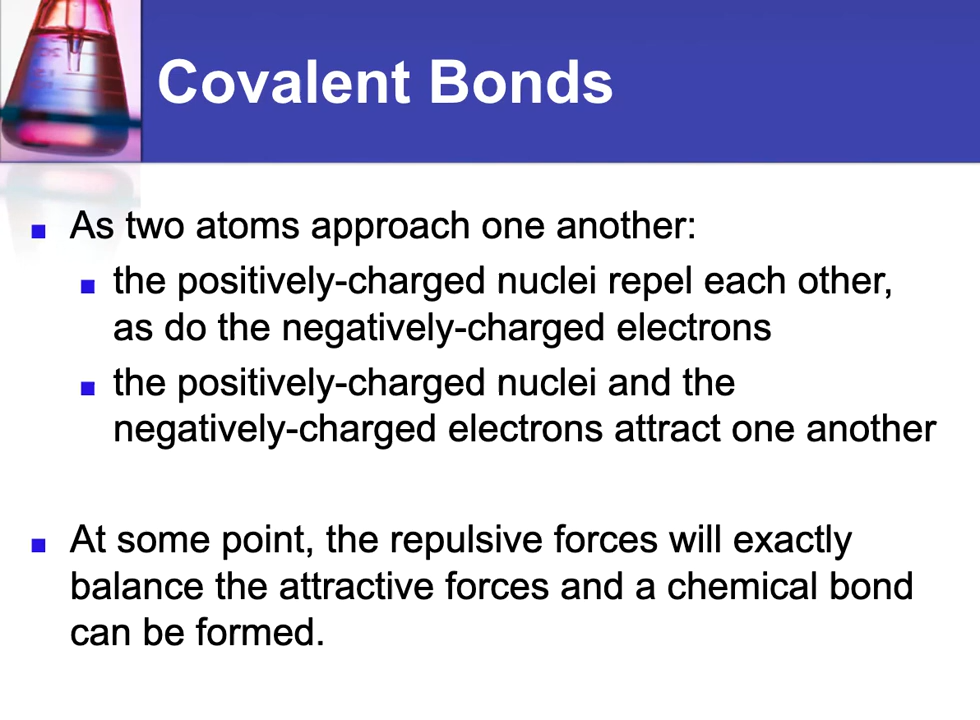 Covalent Bonds
As two atoms approach one another:
the positively-charged nuclei repel each other,
as do the negatively-charged electrons
the positively-charged nuclei and the
negatively-charged electrons attract one another
At some point, the repulsive forces will exactly
balance the attractive forces and a chemical bond
can be formed.